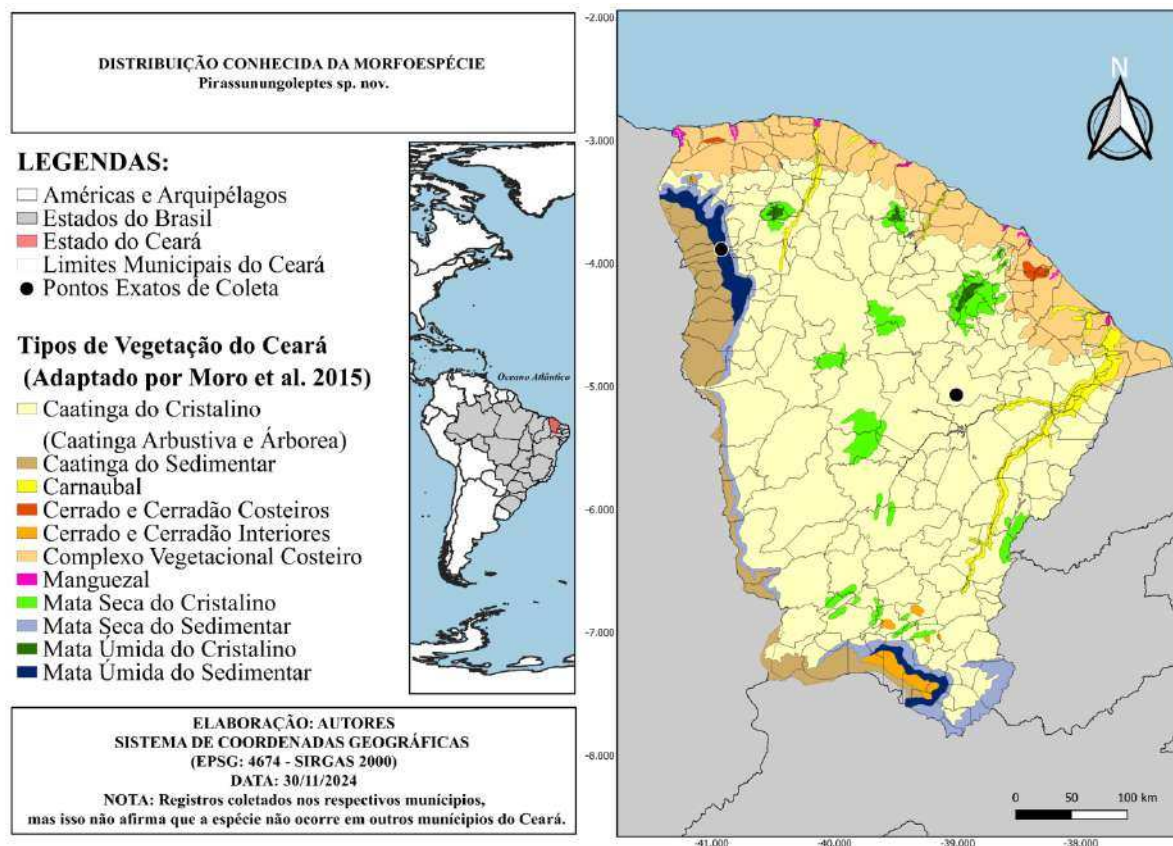 DISTRIBUIÇÃO CONHECIDA DA MORFOESPÉCIE
Pirassunungoleptes sp. nov.
LEGENDAS:
Américas e Arquipélagos
Estados do Brasil
Estado do Ceará
Limites Municipais do Ceará
Pontos Exatos de Coleta
Tipos de Vegetação do Ceará
(Adaptado por Moro et al. 2015)
Caatinga do Cristalino
(Caatinga Arbustiva e Árborea)
Caatinga do Sedimentar
Carnaubal
Cerrado e Cerradão Costeiros
Cerrado e Cerradão Interiores
Complexo Vegetacional Costeiro
Manguezal
Mata Seca do Cristalino
Mata Seca do Sedimentar
Mata Úmida do Cristalino
Mata Úmida do Sedimentar
ELABORAÇÃO: AUTORES
SISTEMA DE COORDENADAS GEOGRÁFICAS
(EPSG: 4674 - SIRGAS 2000)
DATA: 30/11/2024
NOTA: Registros coletados nos respectivos municípios,
mas isso não afirma que a espécie não ocorre em outros municípios do Ceará.
Oceano Atlântico
-2.000
-3.000
-4.000
-5.000
-6.000
-7.000
-8.000
N
0 50 100 km
-41.000 -40.000 -39.000 -38.000